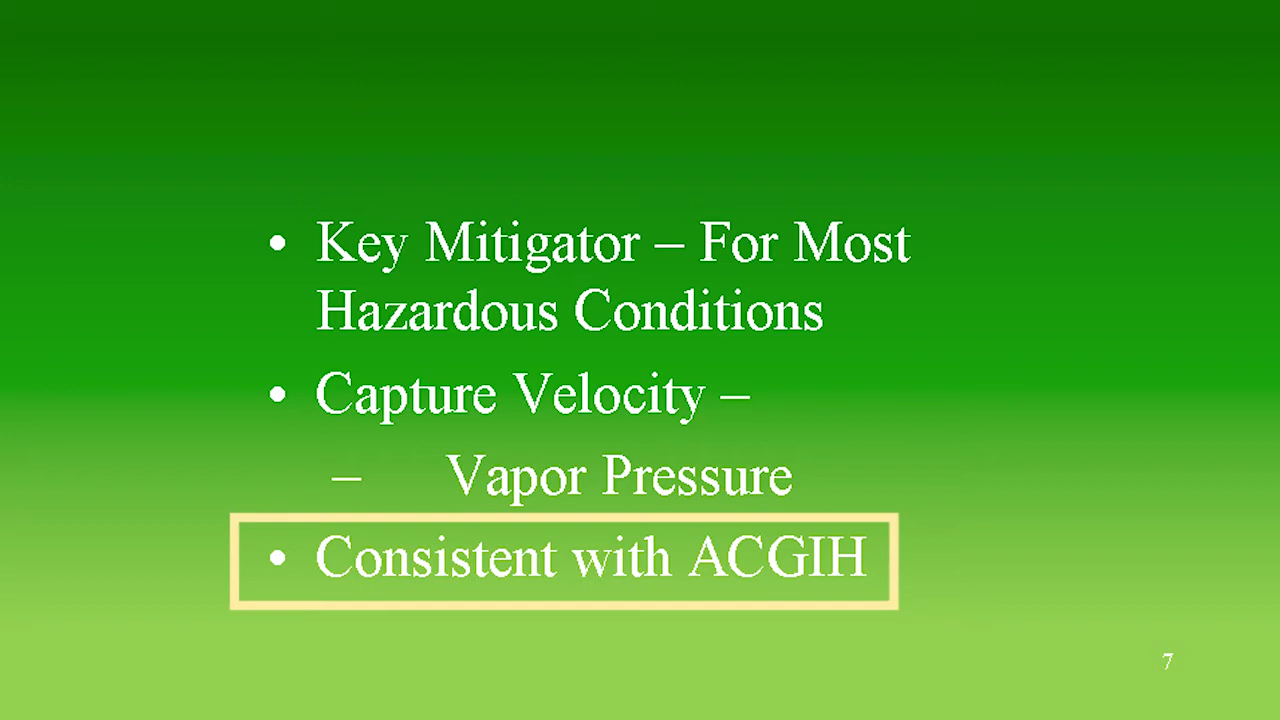 • Key Mitigator – For Most
Hazardous Conditions
• Capture Velocity –
– Vapor Pressure
• Consistent with ACGIH
7